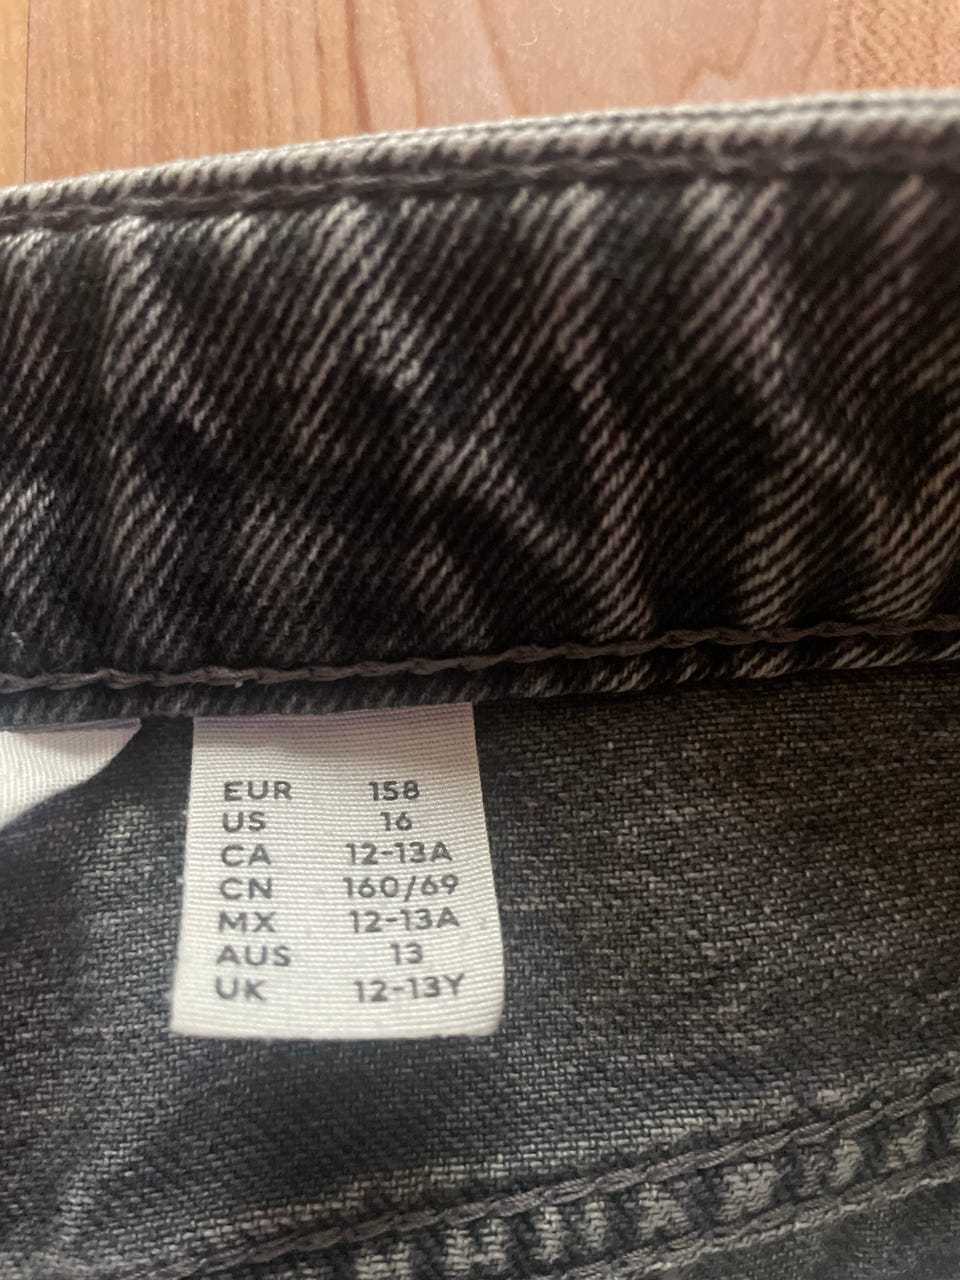 EUR 158
US 16
CA 12-13A
CN 160/69
MX 12-13A
AUS 13
UK 12-13Y